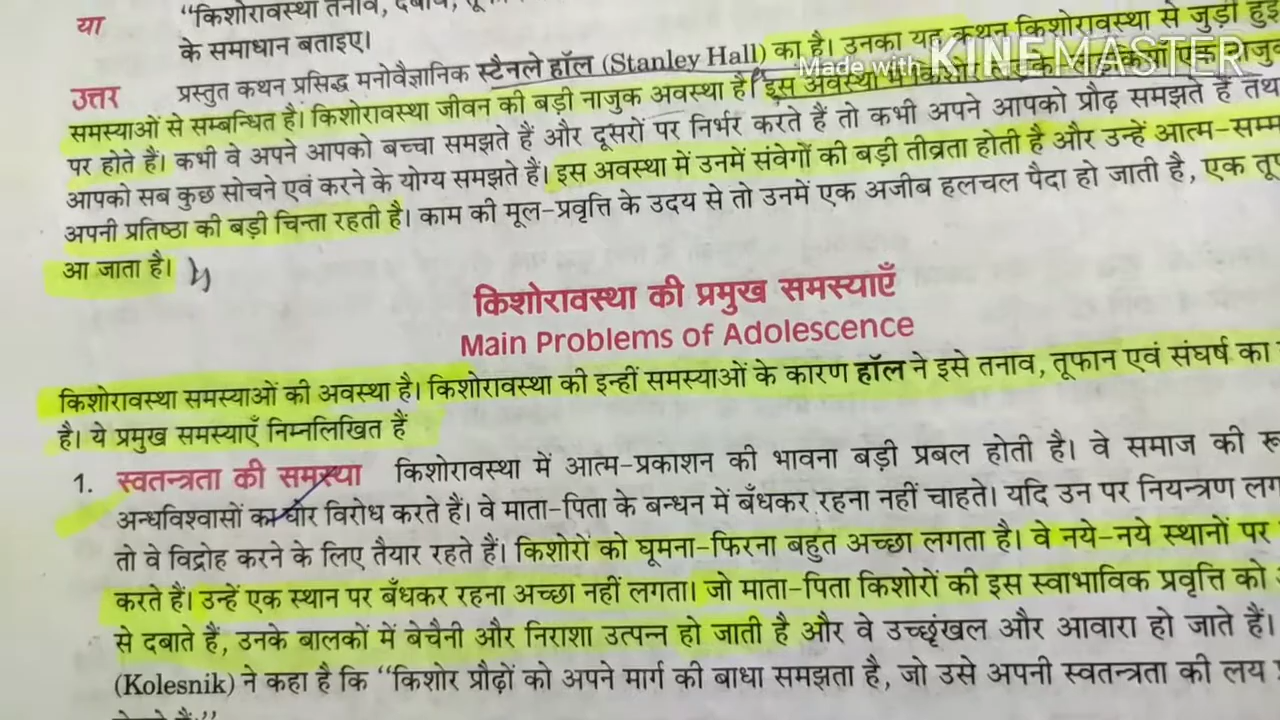 या "किशोरावस्था तनाव,
के समाधान बताइए।
Made with KINEMASTER
उत्तर प्रस्तुत कथन प्रसिद्ध मनोवैज्ञानिक स्टैनले हॉल (Stanley Hall) का है। उनका यह कथन किशोरावस्था से जुड़ी हुई
समस्याओं से सम्बन्धित है। किशोरावस्था जीवन की बड़ी नाजुक अवस्था है। इस अवस्था में
पर होते हैं। कभी वे अपने आपको बच्चा समझते हैं और दूसरों पर निर्भर करते हैं तो कभी अपने आपको प्रौढ़ समझते हैं
आपको सब कुछ सोचने एवं करने के योग्य समझते हैं। इस अवस्था में उनमें संवेगों की बड़ी तीव्रता होती है और उन्हें आत्म-सम्म
अपनी प्रतिष्ठा की बड़ी चिन्ता रहती है। काम की मूल-प्रवृत्ति के उदय से तो उनमें एक अजीब हलचल पैदा हो जाती है, एक तू
आ जाता है।
किशोरावस्था की प्रमुख समस्याएँ
Main Problems of Adolescence
किशोरावस्था समस्याओं की अवस्था है। किशोरावस्था की इन्हीं समस्याओं के कारण हॉल ने इसे तनाव, तूफान एवं संघर्ष का
है। ये प्रमुख समस्याएँ निम्नलिखित हैं
1. स्वतन्त्रता की समस्या किशोरावस्था में आत्म-प्रकाशन की भावना बड़ी प्रबल होती है। वे समाज की
अन्धविश्वासों का घोर विरोध करते हैं। वे माता-पिता के बन्धन में बँधकर रहना नहीं चाहते। यदि उन पर नियन्त्रण लग
तो वे विद्रोह करने के लिए तैयार रहते हैं। किशोरों को घूमना-फिरना बहुत अच्छा लगता है। वे नये-नये स्थानों पर
करते हैं। उन्हें एक स्थान पर बँधकर रहना अच्छा नहीं लगता। जो माता-पिता किशोरों की इस स्वाभाविक प्रवृत्ति को
से दबाते हैं, उनके बालकों में बेचैनी और निराशा उत्पन्न हो जाती है और वे उच्छृंखल और आवारा हो जाते हैं।
(Kolesnik) ने कहा है कि "किशोर प्रौढ़ों को अपने मार्ग की बाधा समझता है, जो उसे अपनी स्वतन्त्रता की लय